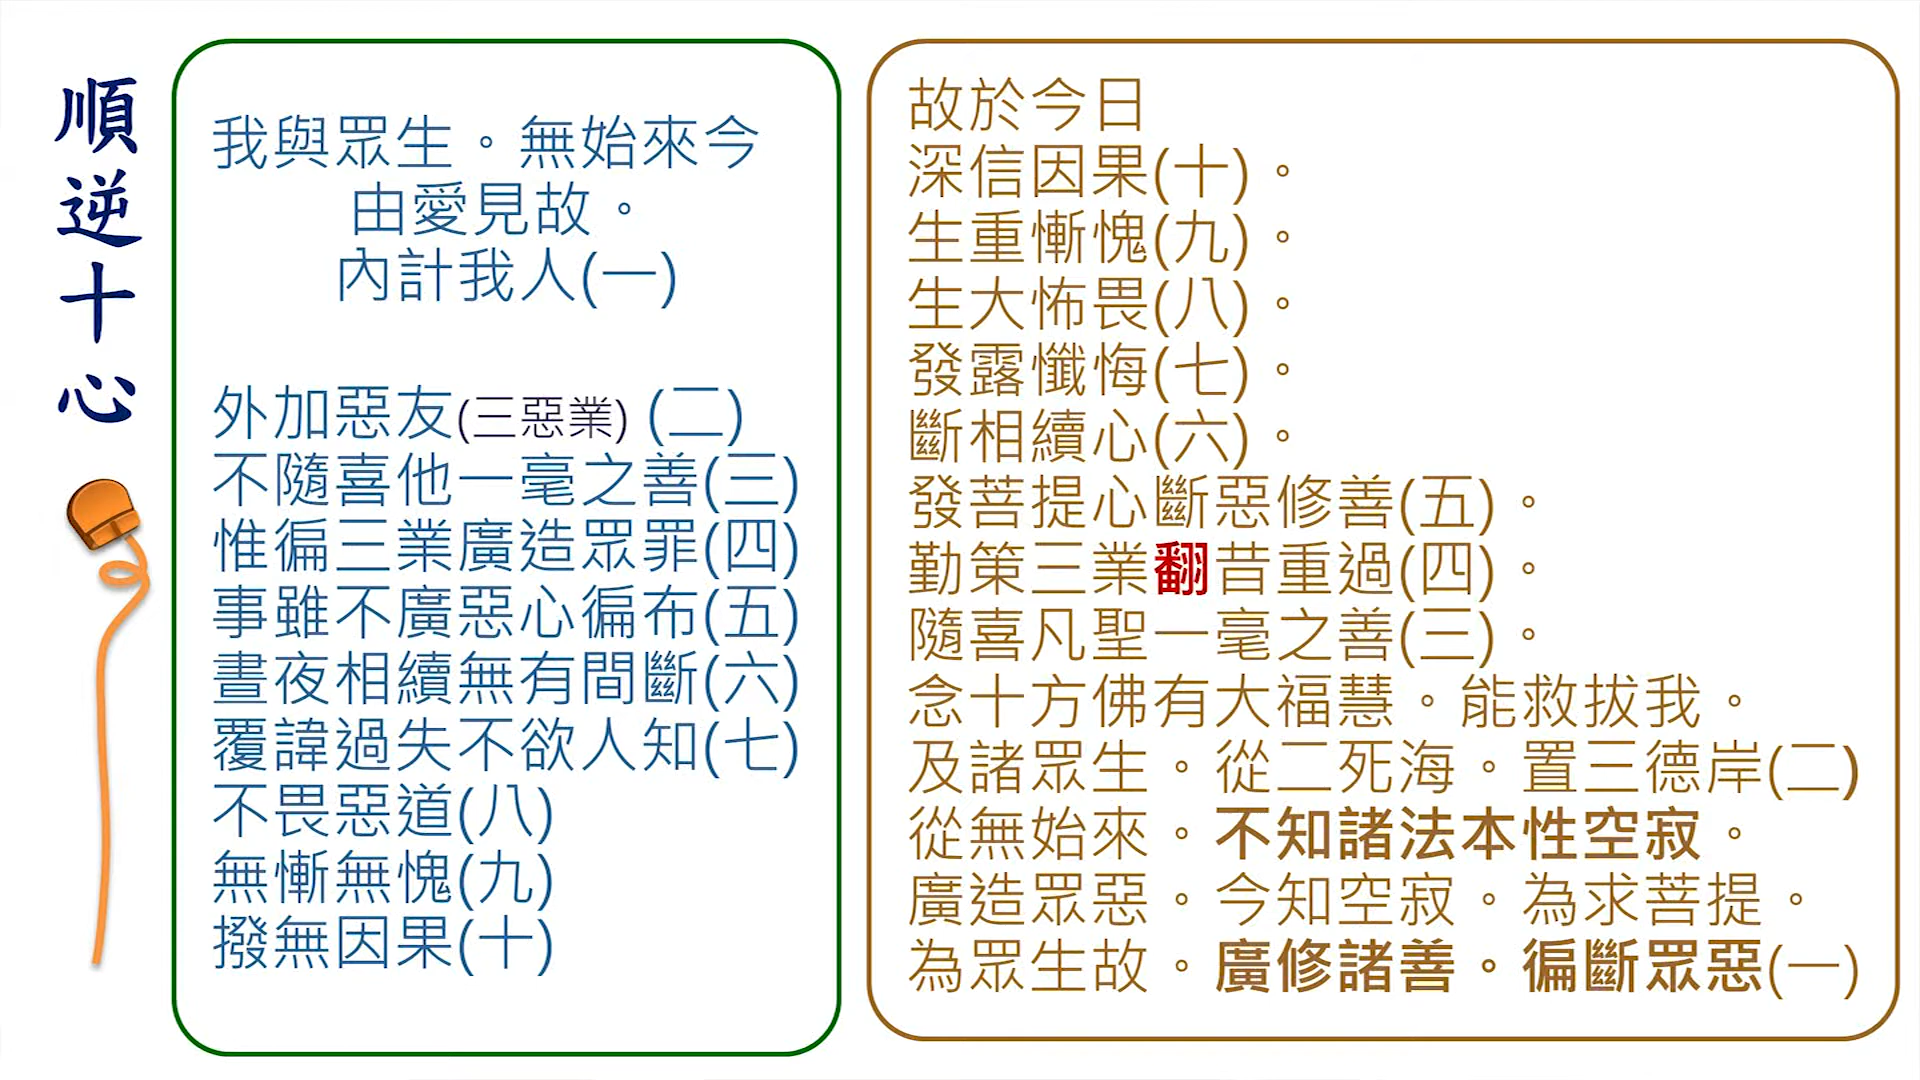 順逆十心
我與眾生。無始來今
由愛見故。
內計我人(一)
外加惡友(三惡業) (二)
不隨喜他一毫之善(三)
惟徧三業廣造眾罪(四)
事雖不廣惡心徧布(五)
晝夜相續無有間斷(六)
覆諱過失不欲人知(七)
不畏惡道(八)
無慚無愧(九)
撥無因果(十)
故於今日
深信因果(十)。
生重慚愧(九)。
生大怖畏(八)。
發露懺悔(七)。
斷相續心(六)。
發菩提心斷惡修善(五)。
勤策三業翻昔重過(四)。
隨喜凡聖一毫之善(三)。
念十方佛有大福慧。能救拔我。
及諸眾生。從二死海。置三德岸(二)
從無始來。不知諸法本性空寂。
廣造眾惡。今知空寂。為求菩提。
為眾生故。廣修諸善。徧斷眾惡(一)